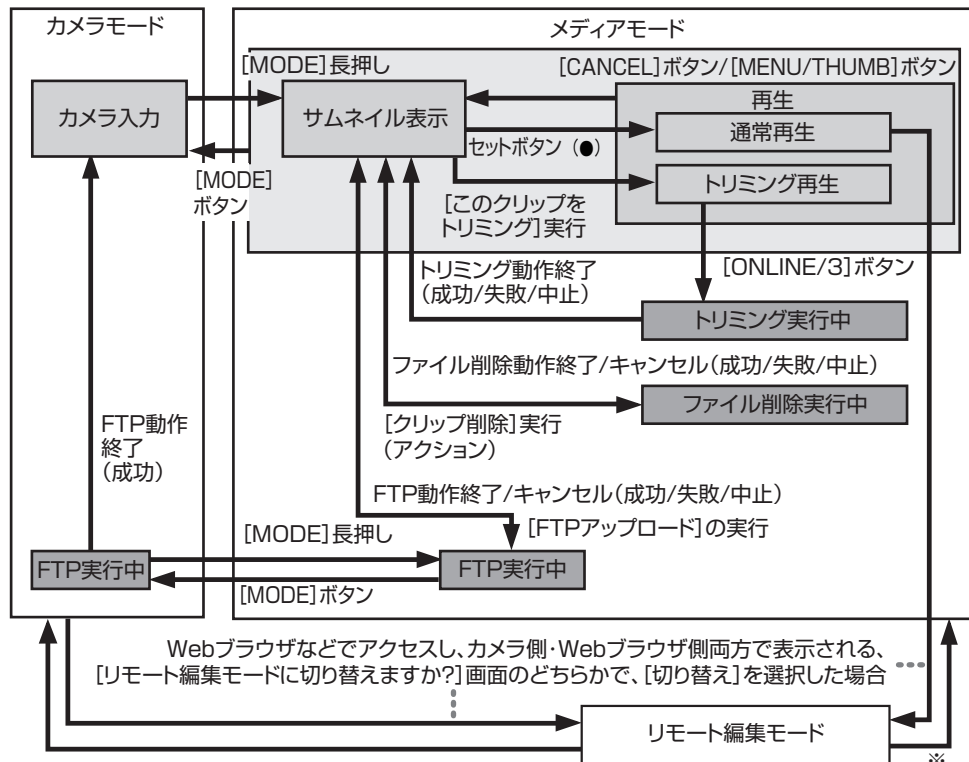 カメラモード
メディアモード
[MODE]長押し
[CANCEL]ボタン/[MENU/THUMB]ボタン
カメラ入力
サムネイル表示
再生
通常再生
セットボタン（●）
トリミング再生
[MODE]
ボタン
[このクリップを
トリミング]実行
[ONLINE/3]ボタン
トリミング動作終了
（成功/失敗/中止）
トリミング実行中
ファイル削除動作終了/キャンセル（成功/失敗/中止）
ファイル削除実行中
[クリップ削除]実行
（アクション）
FTP動作
終了
（成功）
FTP動作終了/キャンセル（成功/失敗/中止）
[FTPアップロード]の実行
[MODE]長押し
FTP実行中
FTP実行中
[MODE]ボタン
Webブラウザなどでアクセスし、カメラ側・Webブラウザ側両方で表示される、
[リモート編集モードに切り替えますか?]画面のどちらかで、[切り替え]を選択した場合
リモート編集モード
※